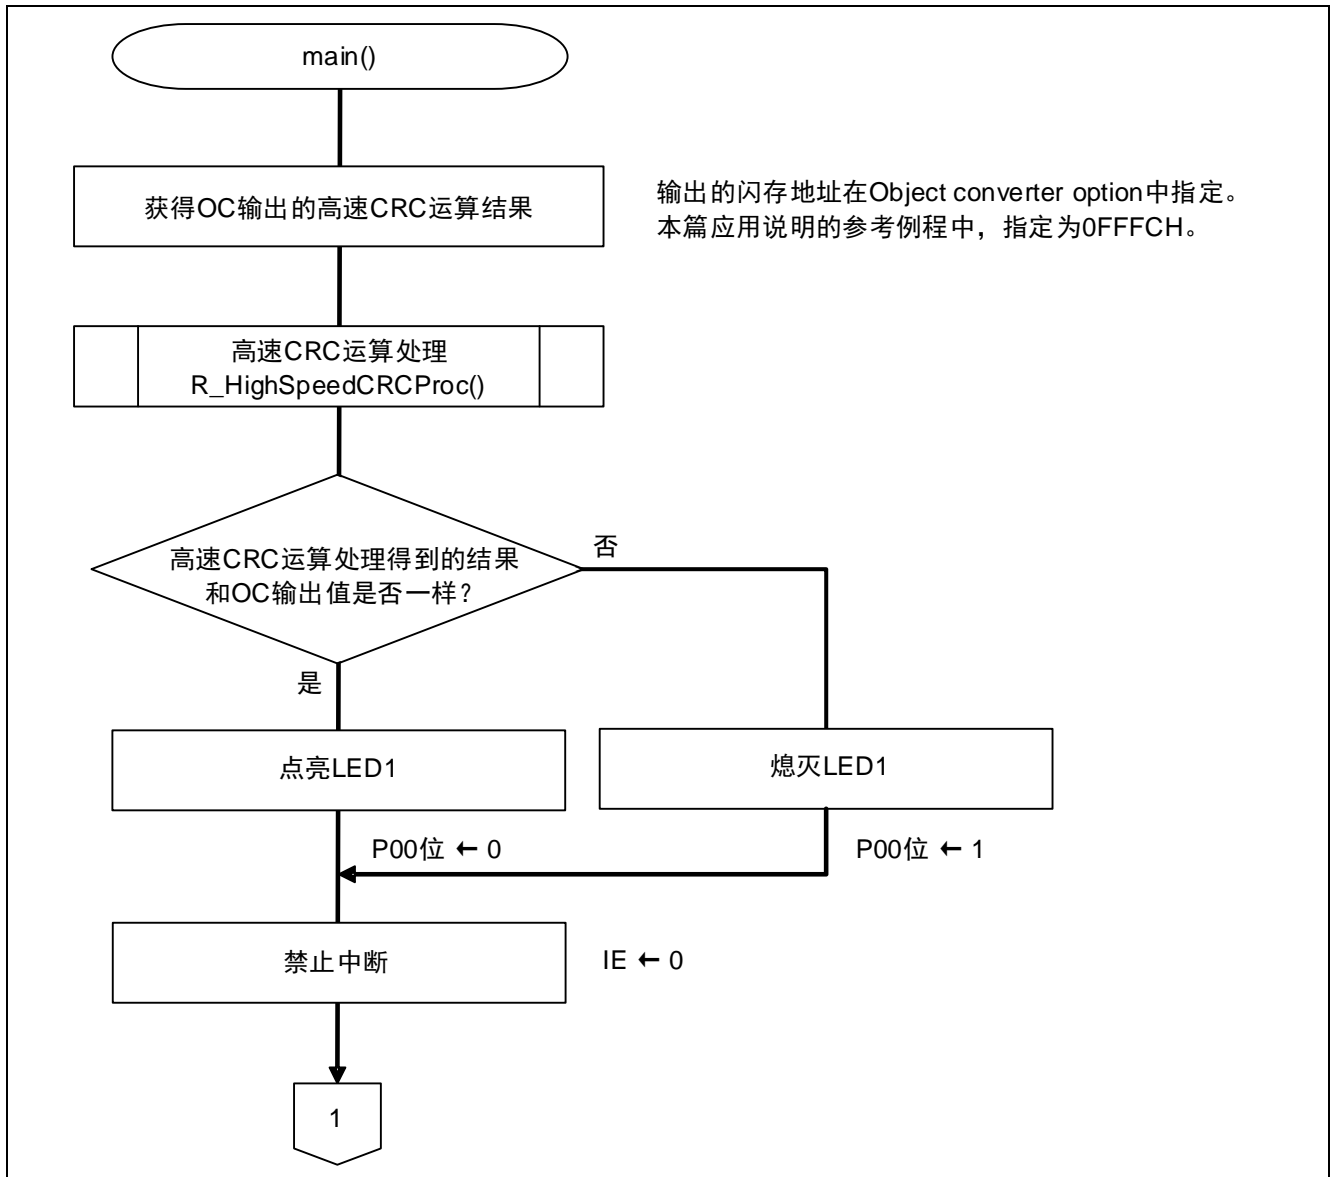 main()
获得OC输出的高速CRC运算结果
输出的闪存地址在Object converter option中指定。
本篇应用说明的参考例程中，指定为0FFFCH。
高速CRC运算处理
R_HighSpeedCRCProc()
高速CRC运算处理得到的结果
和OC输出值是否一样？
否
是
点亮LED1
熄灭LED1
P00位 ← 0
P00位 ← 1
禁止中断
IE ← 0
1